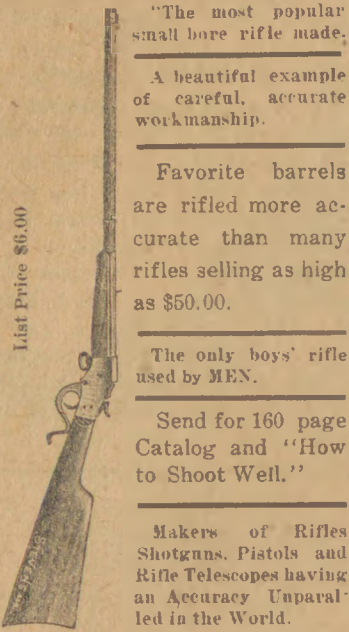 "The most popular
small bore rifle made.
A beautiful example
of careful, accurate
workmanship.
Favorite barrels
are rifled more ac-
curate than many
rifles selling as high
as $50.00.
The only boys' rifle
used by MEN.
Send for 160 page
Catalog and "How
to Shoot Well."
Makers of Rifles
Shotguns, Pistols and
Rifle Telescopes having
an Accuracy Unparal-
led in the World.
List Price $6.00